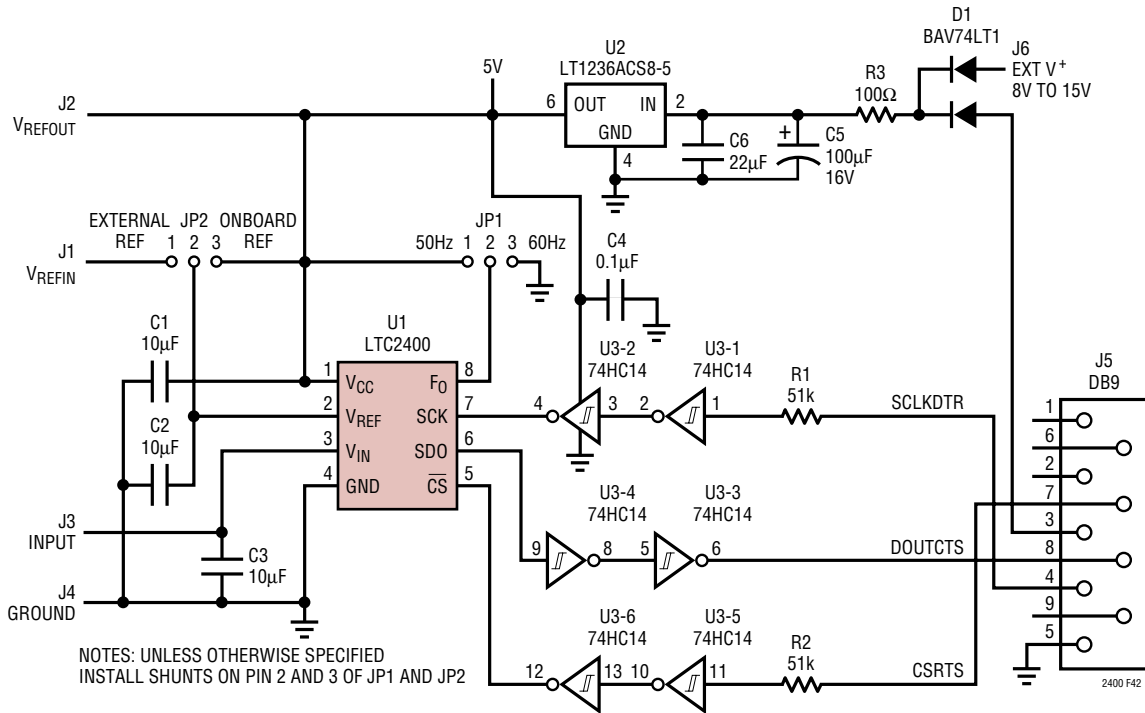 D1
BAV74LT1
J6
EXT V+
8V TO 15V
U2
LT1236ACS8-5
5V
R3
100Ω
J2
VREFOUT
6
OUT
IN
2
GND
4
C6
22µF
+
C5
100µF
16V
EXTERNAL
REF
JP2
ONBOARD
REF
1 2 3
J1
VREFIN
JP1
50Hz
1 2 3
60Hz
C4
0.1µF
C1
10µF
C2
10µF
U1
LTC2400
1
VCC
FO
8
2
VREF
SCK
7
3
VIN
SDO
6
4
GND
CS
5
U3-2
74HC14
4
3
U3-1
74HC14
2
1
R1
51k
SCLKDTR
U3-4
74HC14
9
8
U3-3
74HC14
5
6
DOUTCTS
U3-6
74HC14
12
13
U3-5
74HC14
10
11
R2
51k
CSRTS
J5
DB9
1
6
2
7
3
8
4
9
5
J3
INPUT
C3
10µF
J4
GROUND
NOTES: UNLESS OTHERWISE SPECIFIED
INSTALL SHUNTS ON PIN 2 AND 3 OF JP1 AND JP2
2400 F42